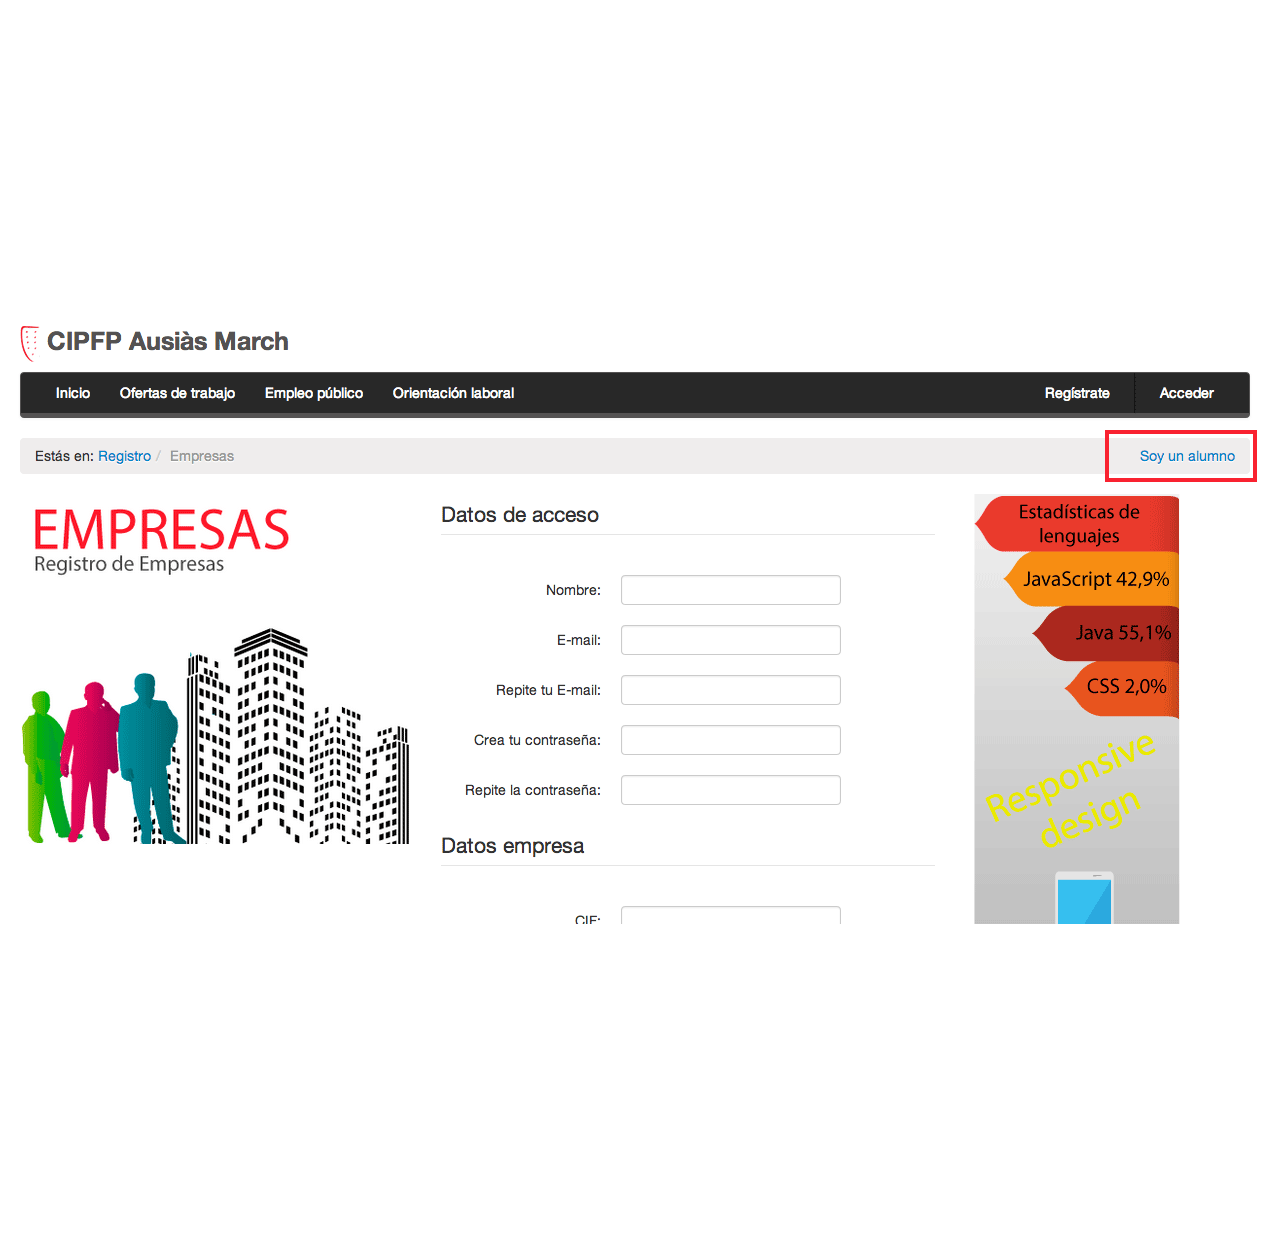 CIPFP Ausiàs March
Inicio Ofertas de trabajo Empleo público Orientación laboral Regístrate Acceder
Estás en: Registro / Empresas Soy un alumno
EMPRESAS
Registro de Empresas
Datos de acceso
Nombre:
E-mail:
Repite tu E-mail:
Crea tu contraseña:
Repite la contraseña:
Datos empresa
CIF:
Estadísticas de
lenguajes
JavaScript 42,9%
Java 55,1%
CSS 2,0%
Responsive
design